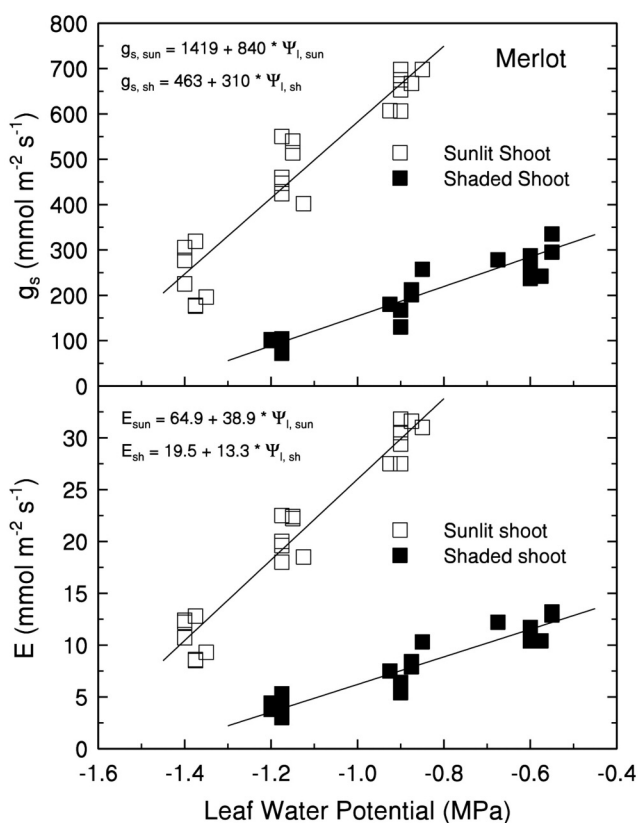 800
700
600
500
400
300
200
100
0
gs (mmol m-2 s-1)
gs, sun = 1419 + 840 * Ψl, sun
gs, sh = 463 + 310 * Ψl, sh
Merlot
Sunlit Shoot
Shaded Shoot
30
25
20
15
10
5
0
E (mmol m-2 s-1)
Esun = 64.9 + 38.9 * Ψl, sun
Esh = 19.5 + 13.3 * Ψl, sh
Sunlit shoot
Shaded shoot
-1.6 -1.4 -1.2 -1.0 -0.8 -0.6 -0.4
Leaf Water Potential (MPa)